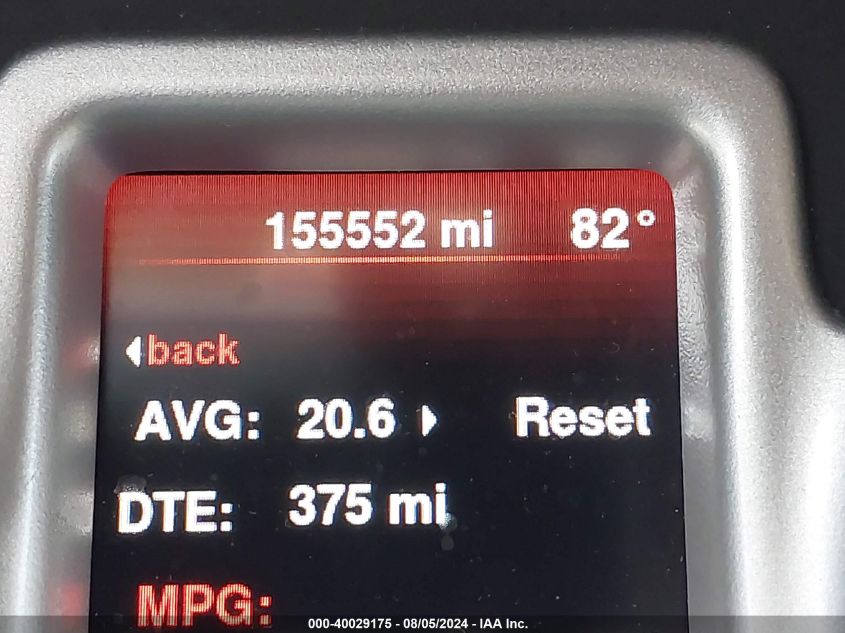 155552 mi 82°
back
AVG: 20.6 Reset
DTE: 375 mi
MPG:
000-40029175 - 08/05/2024 - IAA Inc.